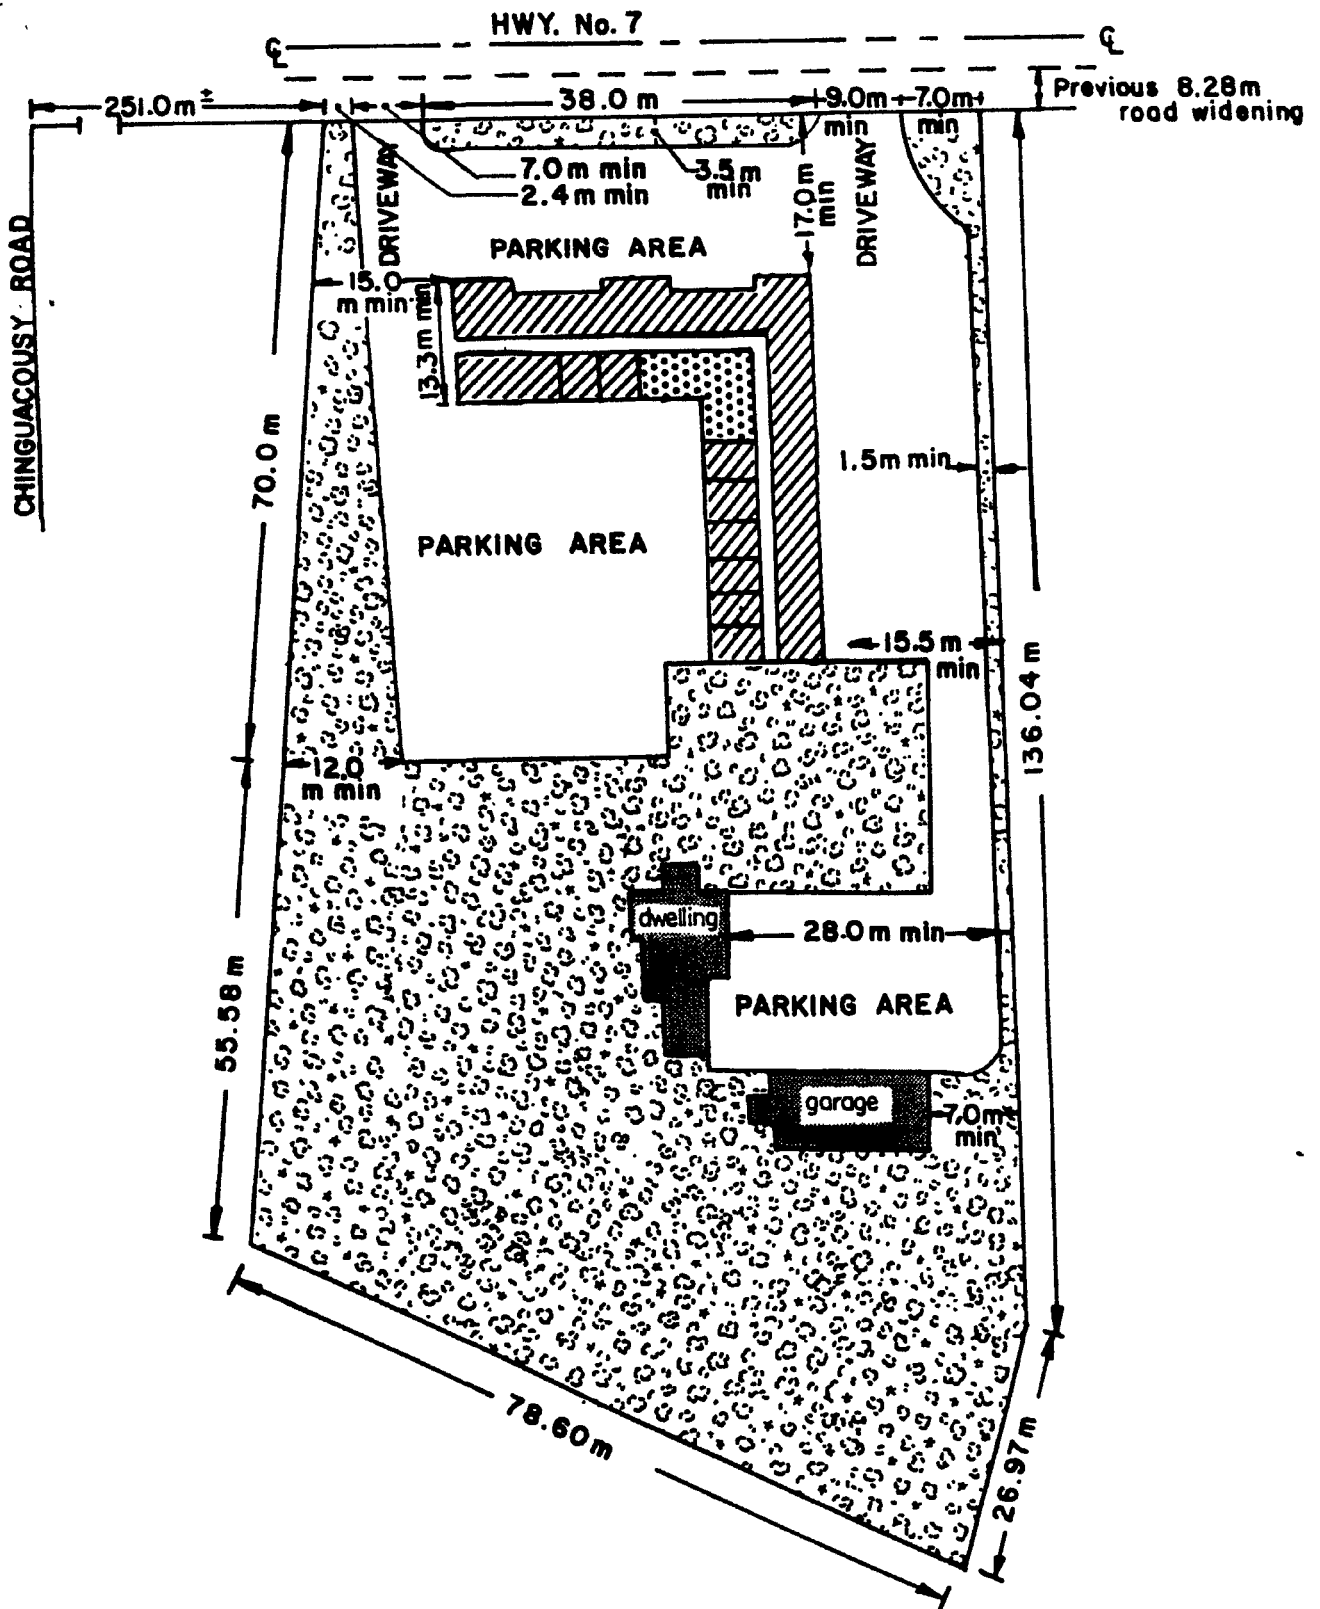 HWY. No. 7
℄ ℄
251.0m ±
38.0 m
9.0m min
7.0m min
Previous 8.28m
road widening
7.0m min
2.4m min
3.5m min
17.0m min
DRIVEWAY
DRIVEWAY
CHINGUACOUSY ROAD
PARKING AREA
15.0
m min
13.3m min
70.0 m
1.5m min
PARKING AREA
15.5m
min
136.04 m
12.0
m min
dwelling
28.0m min
PARKING AREA
55.58 m
garage
7.0m
min
78.60m
26.97m